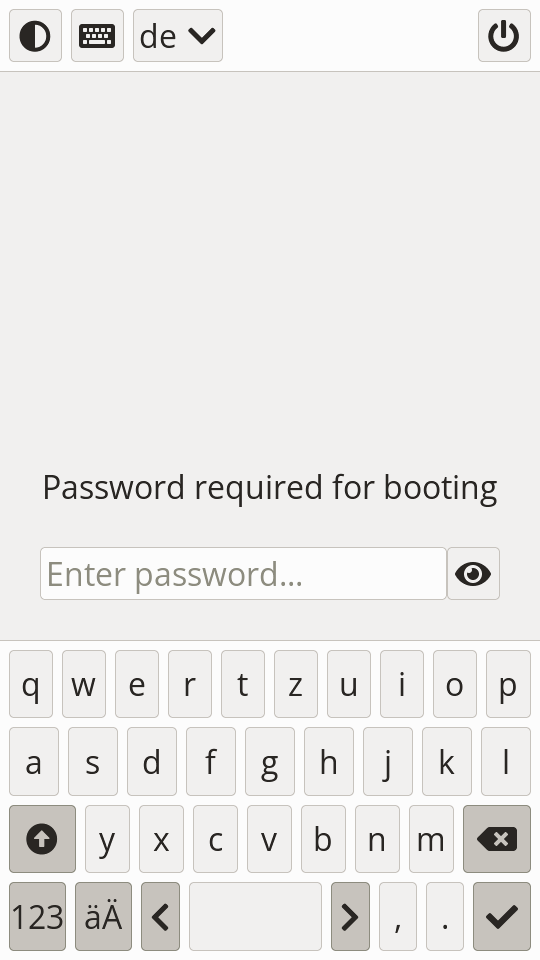 de
Password required for booting
Enter password...
q w e r t z u i o p
a s d f g h j k l
y x c v b n m
123 äÄ , .